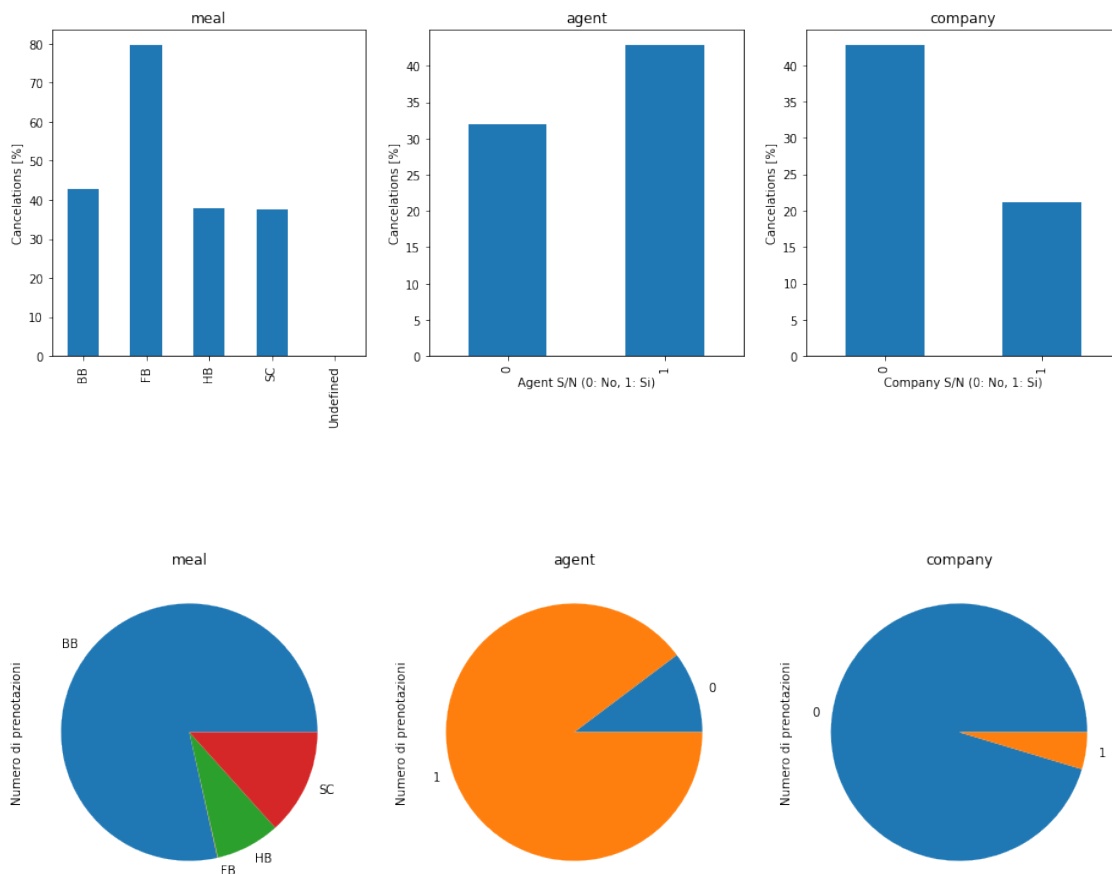 meal
Cancelations [%]
80
70
60
50
40
30
20
10
0
BB
FB
HB
SC
Undefined
agent
Cancelations [%]
40
35
30
25
20
15
10
5
0
0
1
Agent S/N (0: No, 1: Si)
company
Cancelations [%]
40
35
30
25
20
15
10
5
0
0
1
Company S/N (0: No, 1: Si)
meal
Numero di prenotazioni
BB
FB
HB
SC
agent
Numero di prenotazioni
0
1
company
Numero di prenotazioni
0
1